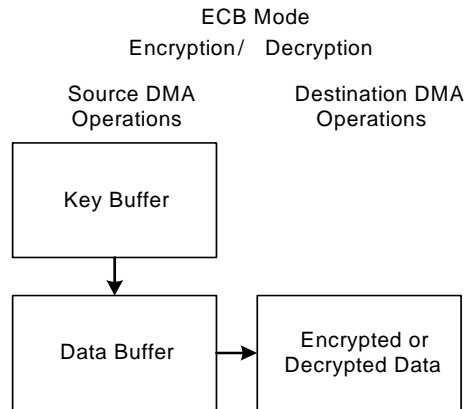 ECB Mode
Encryption/ Decryption
Source DMA
Operations
Destination DMA
Operations
Key Buffer
Data Buffer
Encrypted or
Decrypted Data